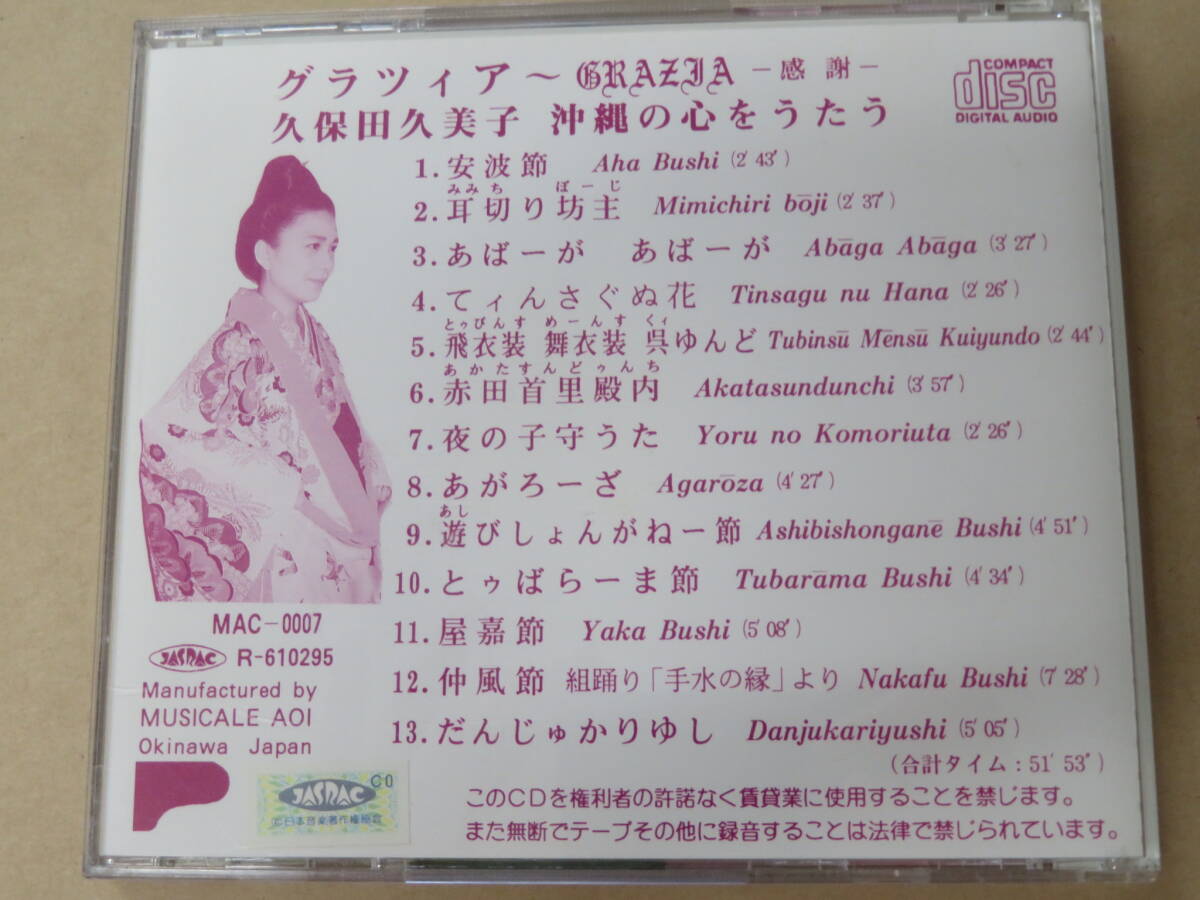 グラツィア～GRAZIA －感謝－
久保田久美子 沖縄の心をうたう
COMPACT
disc
DIGITAL AUDIO
1. 安波節 Aha Bushi (2′43″)
みみち ぼーじ
2. 耳切り坊主 Mimichiri bōji (2′37″)
3. あばーが あばーが Abāga Abāga (3′27″)
4. てィんさぐぬ花 Tinsagu nu Hana (2′26″)
とぅびんす めーんす くィ
5. 飛衣装 舞衣装 呉ゆんど Tubinsū Mēnsū Kuiyundo (2′44″)
あかたすんどぅんち
6. 赤田首里殿内 Akatasundunchi (3′57″)
7. 夜の子守うた Yoru no Komoriuta (2′26″)
8. あがろーざ Agarōza (4′27″)
あし
9. 遊びしょんがねー節 Ashibishonganē Bushi (4′51″)
10. とゥばらーま節 Tubarāma Bushi (4′34″)
11. 屋嘉節 Yaka Bushi (5′08″)
12. 仲風節 組踊り「手水の縁」より Nakafu Bushi (7′28″)
13. だんじゅかりゆし Danjukariyushi (5′05″)
(合計タイム：51′53″)
MAC-0007
JASRAC R-610295
Manufactured by
MUSICALE AOI
Okinawa Japan
CO
JASRAC
©日本音楽著作権協会
このCDを権利者の許諾なく賃貸業に使用することを禁じます。
また無断でテープその他に録音することは法律で禁じられています。